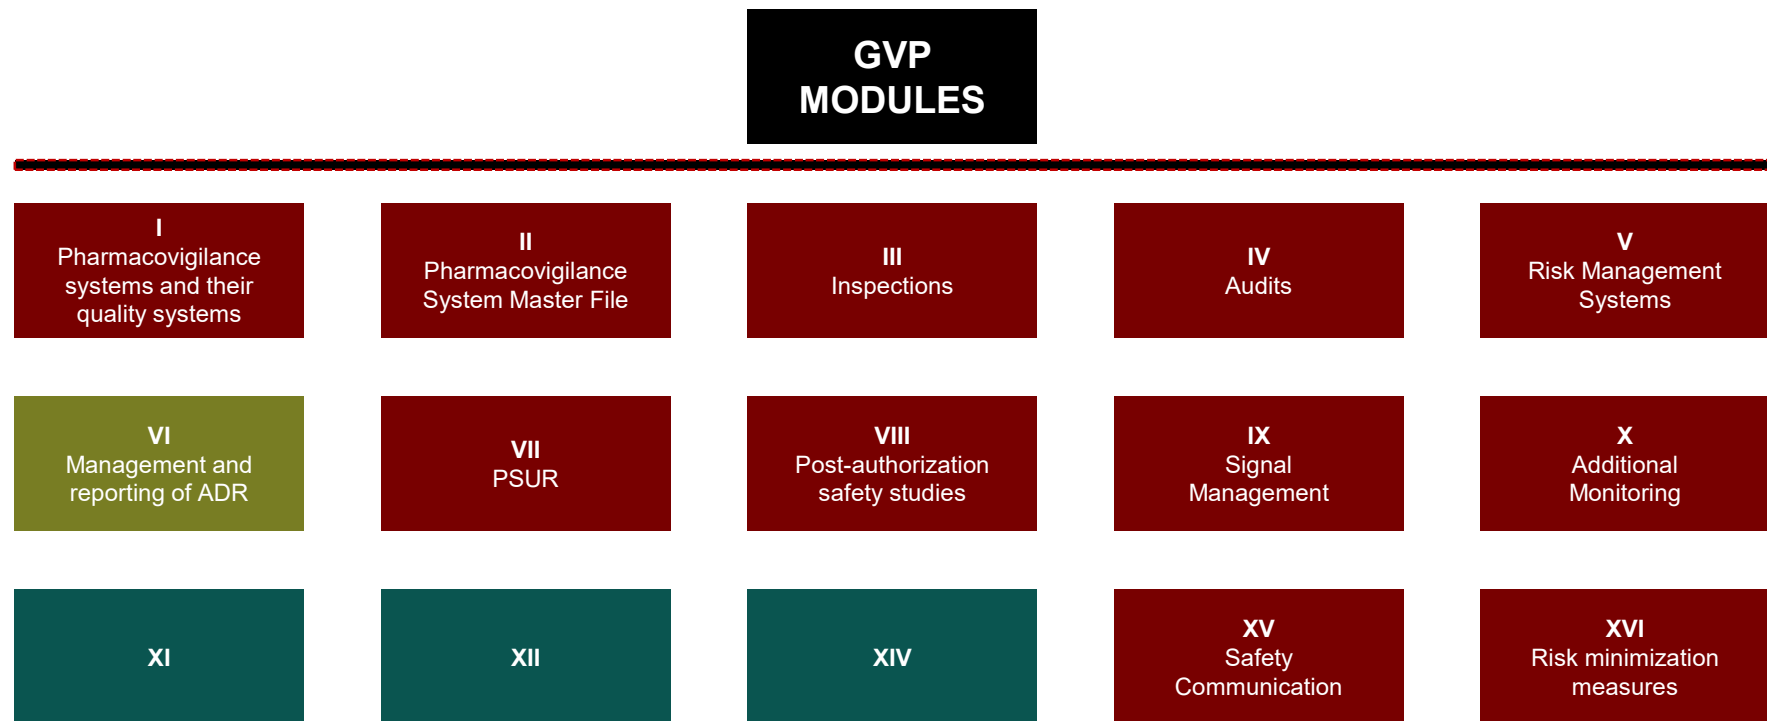 GVP
MODULES
I
Pharmacovigilance
systems and their
quality systems
II
Pharmacovigilance
System Master File
III
Inspections
IV
Audits
V
Risk Management
Systems
VI
Management and
reporting of ADR
VII
PSUR
VIII
Post-authorization
safety studies
IX
Signal
Management
X
Additional
Monitoring
XI
XII
XIV
XV
Safety
Communication
XVI
Risk minimization
measures